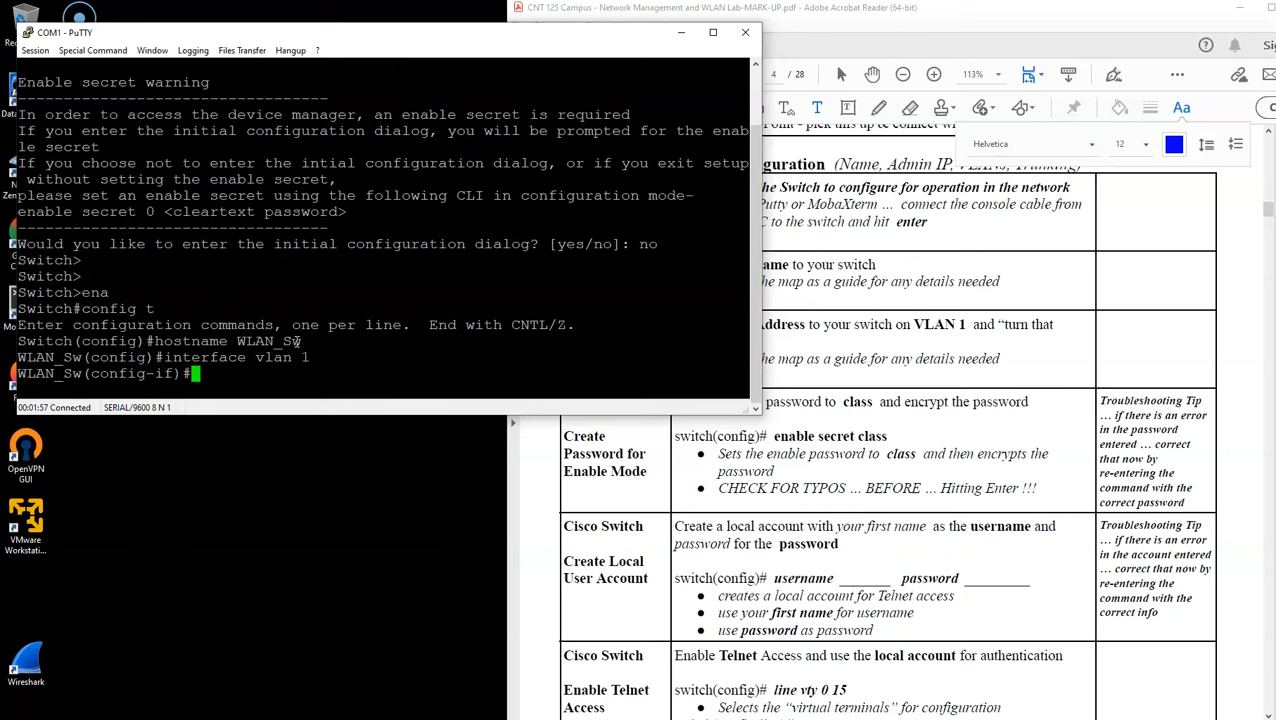 COM1 - PuTTY
Session Special Command Window Logging Files Transfer Hangup ?
Enable secret warning
----------------------------------
In order to access the device manager, an enable secret is required
If you enter the initial configuration dialog, you will be prompted for the enab
le secret
If you choose not to enter the intial configuration dialog, or if you exit setup
without setting the enable secret,
please set an enable secret using the following CLI in configuration mode-
enable secret 0 <cleartext password>
----------------------------------
Would you like to enter the initial configuration dialog? [yes/no]: no
Switch>
Switch>
Switch>ena
Switch#config t
Enter configuration commands, one per line. End with CNTL/Z.
Switch(config)#hostname WLAN_Sw
WLAN_Sw(config)#interface vlan 1
WLAN_Sw(config-if)#
00:01:57 Connected SERIAL/9600 8 N 1
OpenVPN
GUI
VMware
Workstati...
Wireshark
CNT 125 Campus - Network Management and WLAN Lab-MARK-UP.pdf - Adobe Acrobat Reader (64-bit)
4 / 28 113%
Helvetica 12 Aa
figuration (Name, Admin IP,
he Switch to configure for operation in the network
Putty or MobaXterm … connect the console cable from
C to the switch and hit enter
ame to your switch
the map as a guide for any details needed
Address to your switch on VLAN 1 and “turn that
the map as a guide for any details needed
password to class and encrypt the password
Create
Password for
Enable Mode
switch(config)# enable secret class
● Sets the enable password to class and then encrypts the
password
● CHECK FOR TYPOS … BEFORE … Hitting Enter !!!
Troubleshooting Tip
… if there is an error
in the password
entered … correct
that now by
re-entering the
command with the
correct password
Cisco Switch
Create Local
User Account
Create a local account with your first name as the username and
password for the password
switch(config)# username _______ password __________
● creates a local account for Telnet access
● use your first name for username
● use password as password
Troubleshooting Tip
… if there is an error
in the account entered
… correct that now by
re-entering the
command with the
correct info
Cisco Switch
Enable Telnet
Access
Enable Telnet Access and use the local account for authentication
switch(config)# line vty 0 15
● Selects the “virtual terminals” for configuration